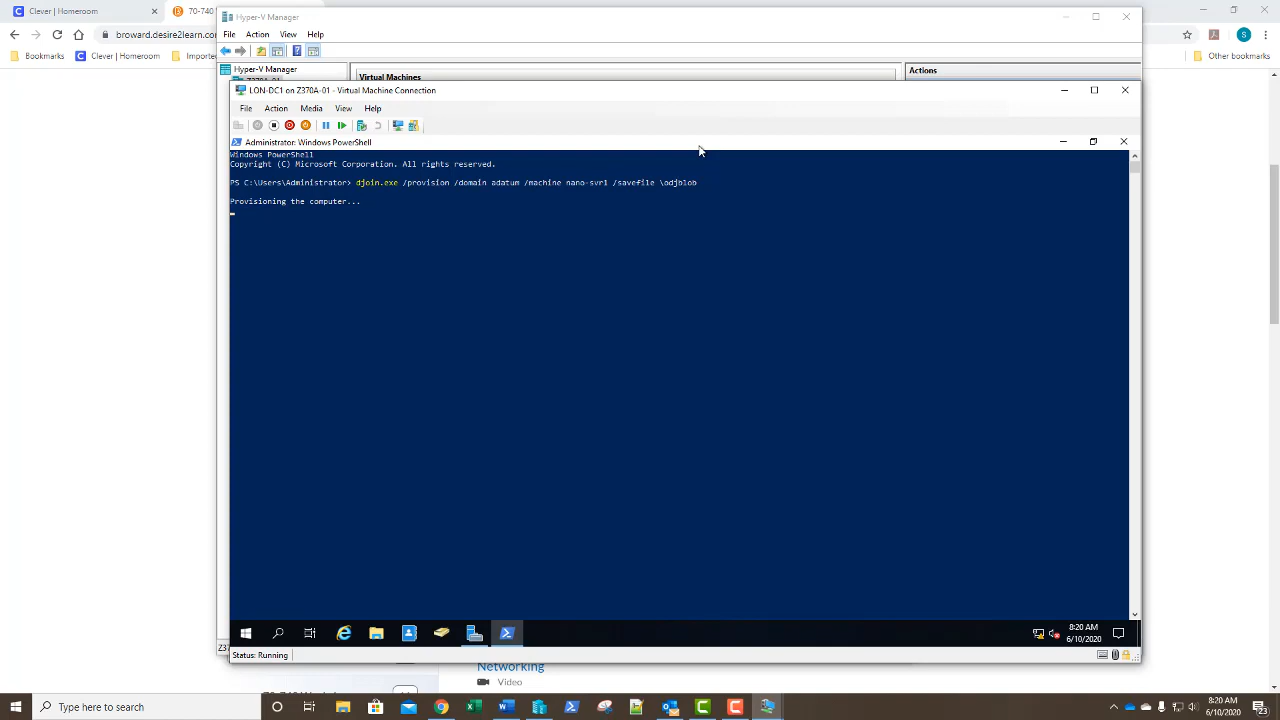 Clever | Homeroom
70-740
broward.desire2learn.co
Bookmarks
Clever | Homeroom
Importe
Other bookmarks
Hyper-V Manager
File Action View Help
Hyper-V Manager
Virtual Machines
Actions
LON-DC1 on Z370A-01 - Virtual Machine Connection
File Action Media View Help
Administrator: Windows PowerShell
Windows PowerShell
Copyright (C) Microsoft Corporation. All rights reserved.
PS C:\Users\Administrator> djoin.exe /provision /domain adatum /machine nano-svr1 /savefile \odjblob
Provisioning the computer...
8:20 AM
6/10/2020
Status: Running
Networking
Video
Type here to search
8:20 AM
6/10/2020